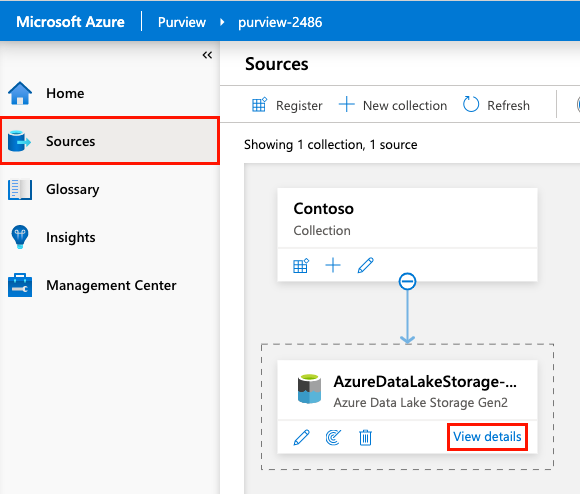 Microsoft Azure
Purview
purview-2486
«
Home
Sources
Glossary
Insights
Management Center
Sources
Register
New collection
Refresh
Showing 1 collection, 1 source
Contoso
Collection
AzureDataLakeStorage-...
Azure Data Lake Storage Gen2
View details